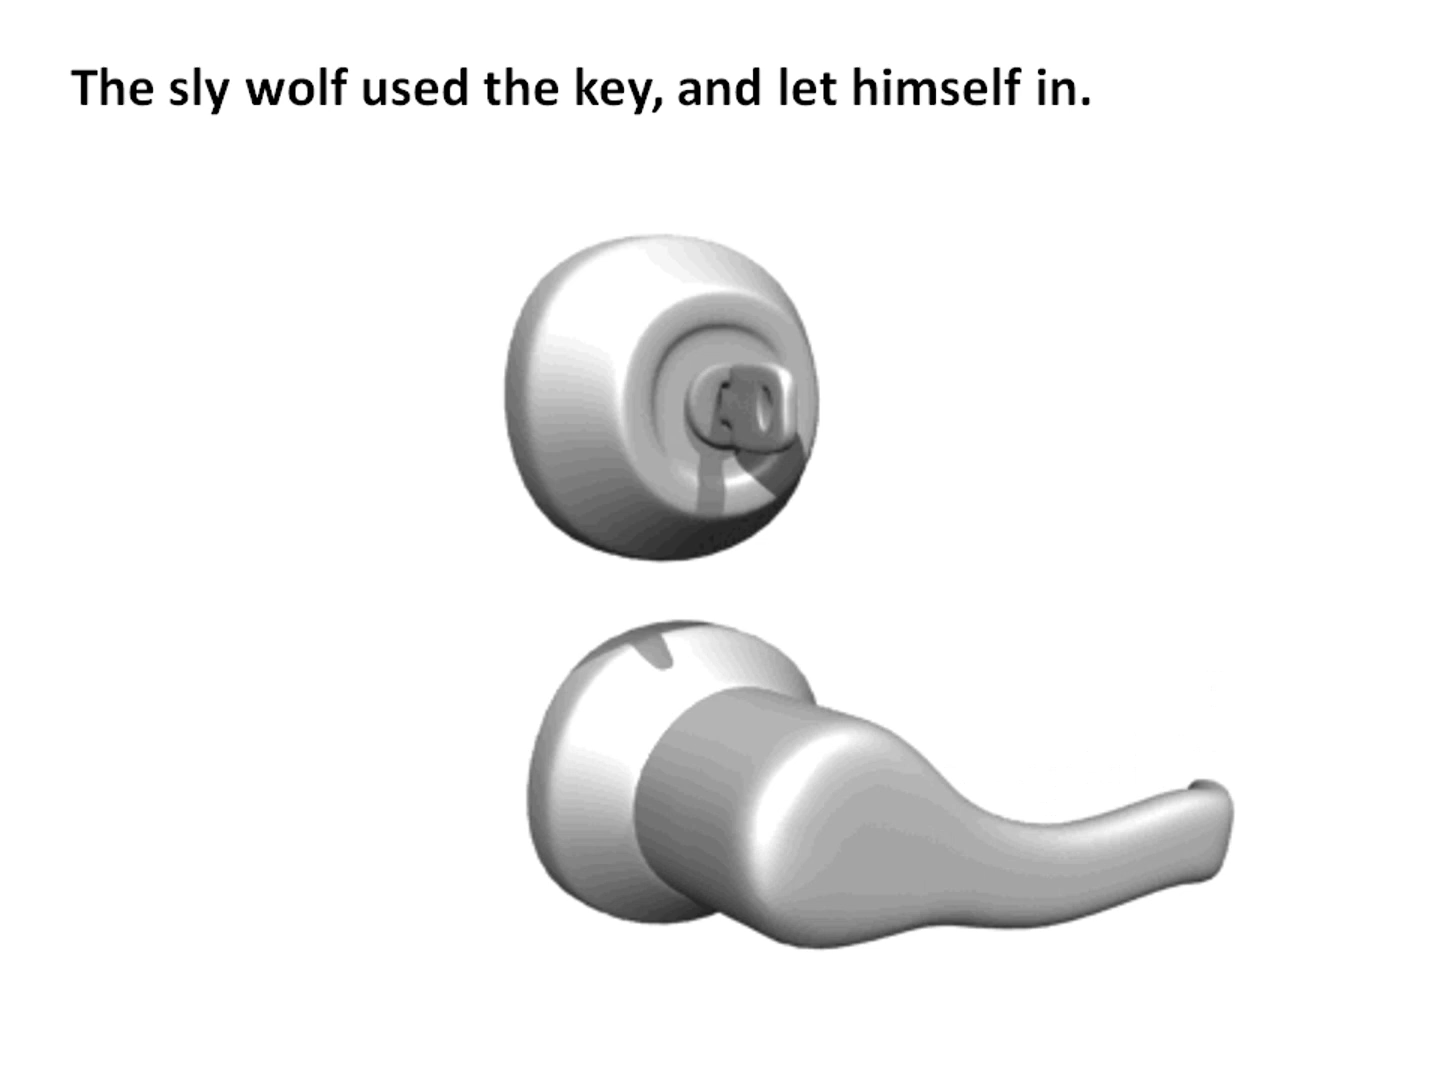 The sly wolf used the key, and let himself in.